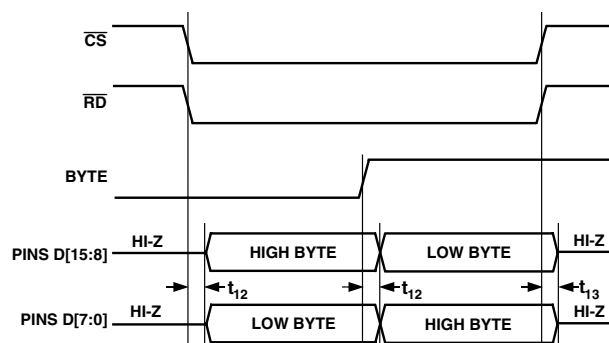 CS
RD
BYTE
HI-Z HI-Z
PINS D[15:8] HIGH BYTE LOW BYTE
t12 t12 t13
HI-Z HI-Z
PINS D[7:0] LOW BYTE HIGH BYTE